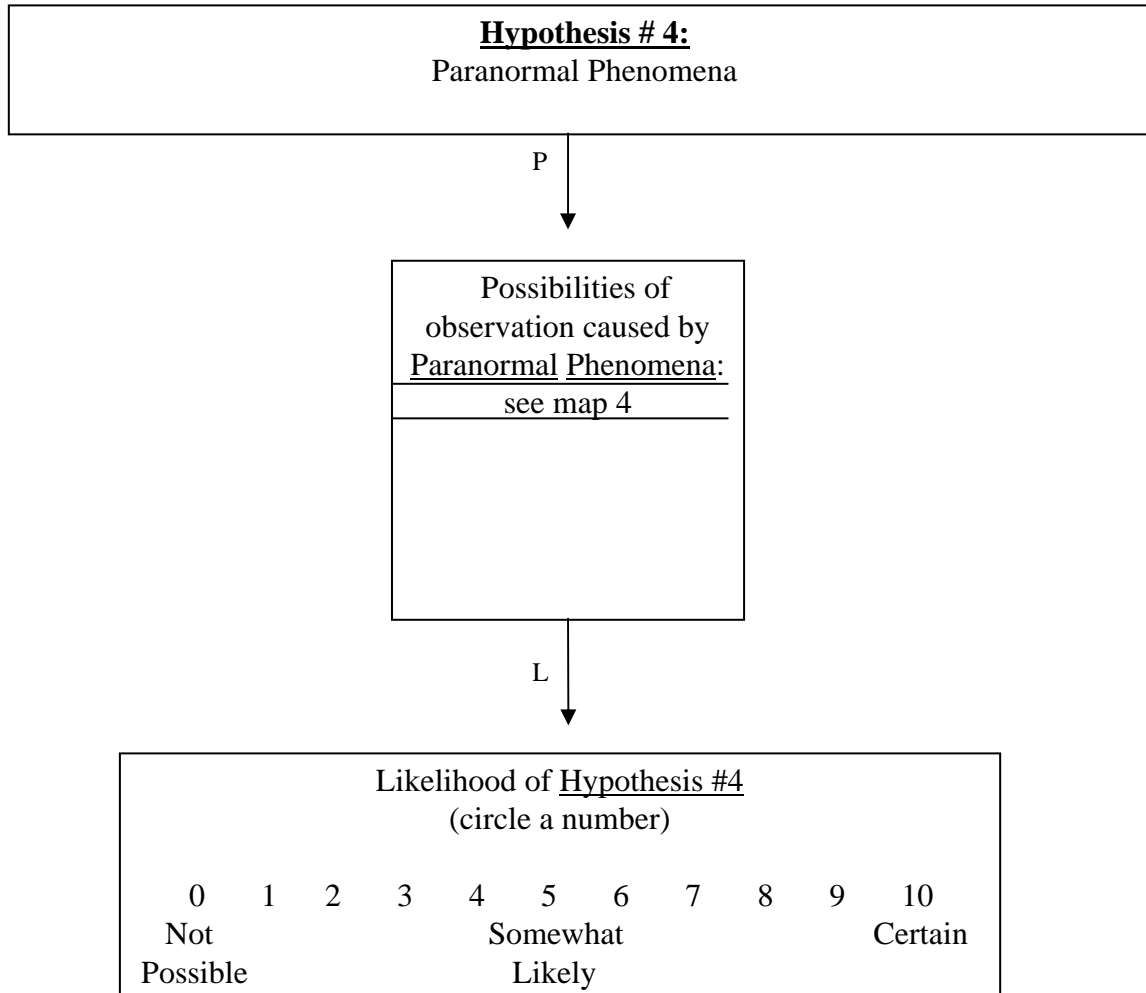 Hypothesis # 4:
Paranormal Phenomena
P
Possibilities of
observation caused by
Paranormal Phenomena:
see map 4
L
Likelihood of Hypothesis #4
(circle a number)
0 1 2 3 4 5 6 7 8 9 10
Not Somewhat Certain
Possible Likely